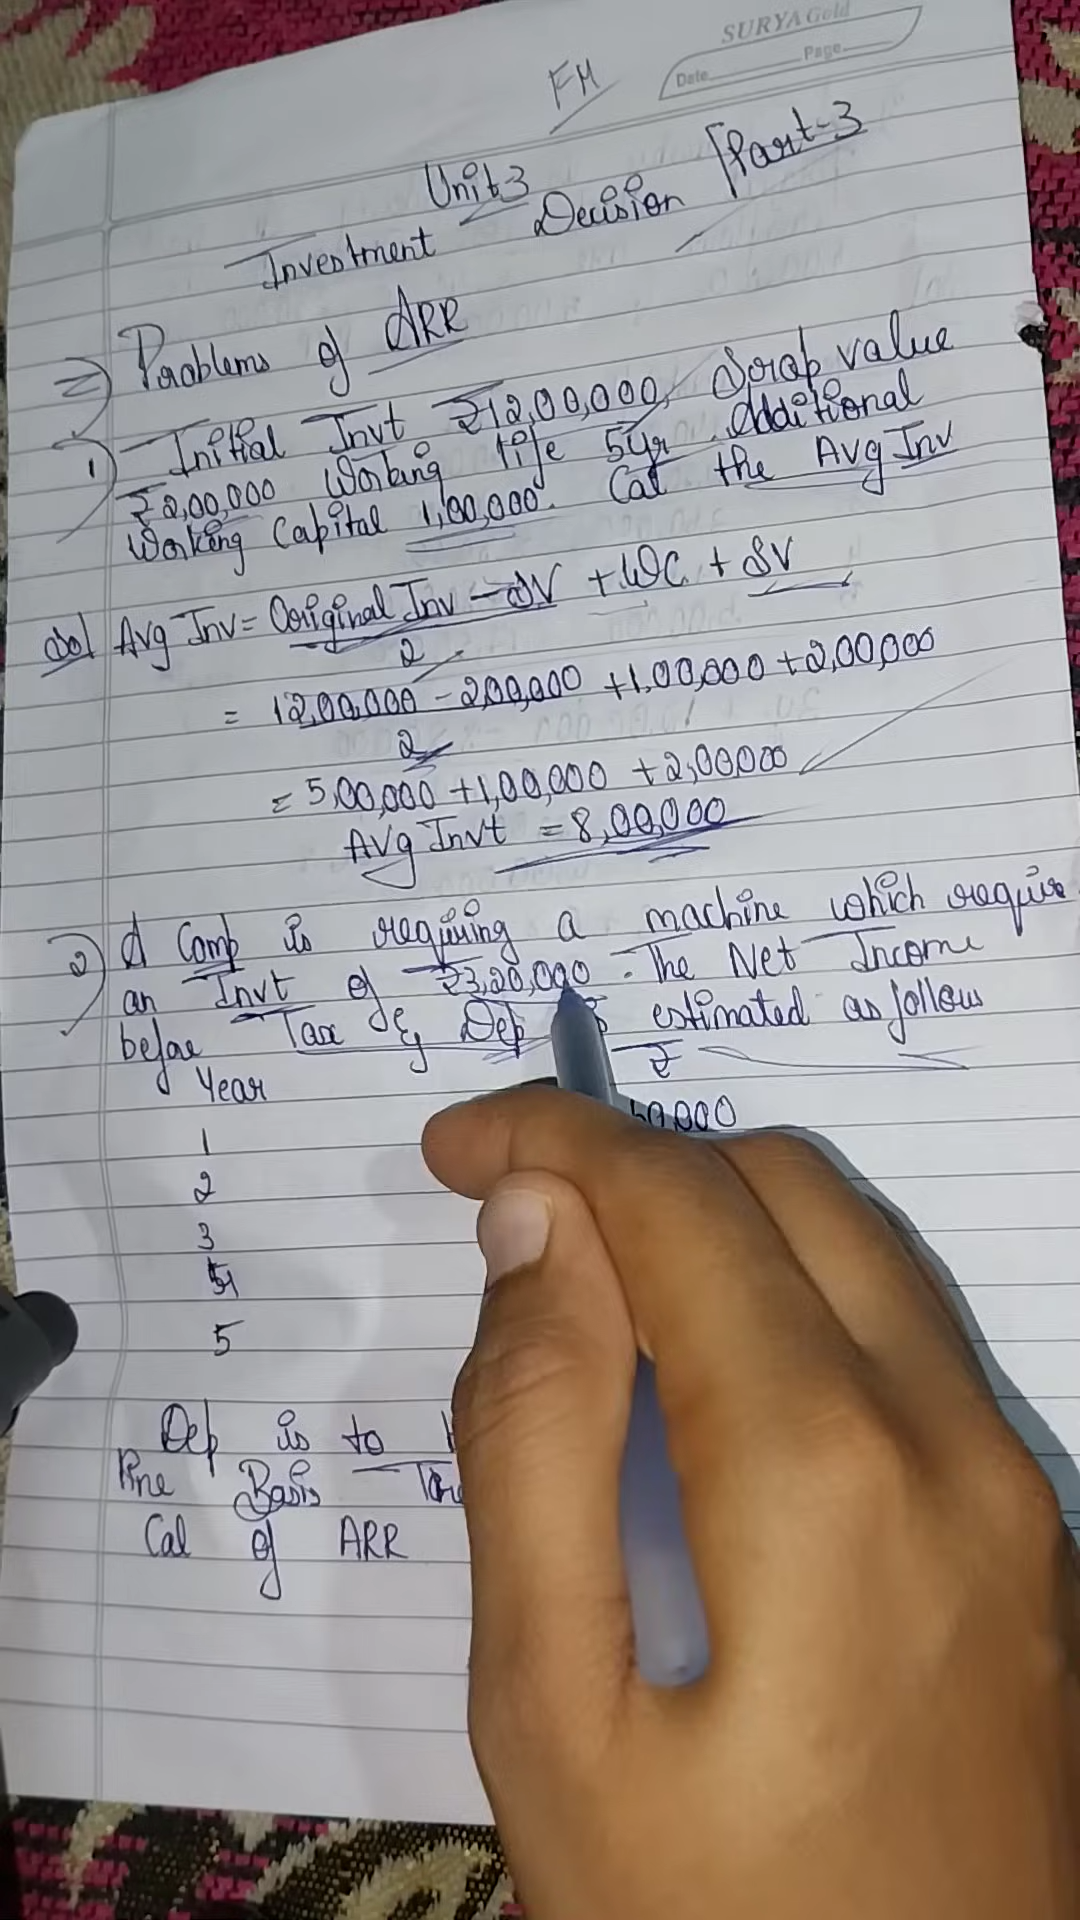 SURYA Gold
Date Page
FM
Unit 3
Investment Decision [Part-3
Problems of ARR
1) Initial Invt ₹12,00,000, Scrap value
₹2,00,000 Working life 5yr. Additional
Working Capital 1,00,000. Cal the Avg Inv
Sol Avg Inv = Original Inv - SV + WC + SV
2
= 12,00,000 - 2,00,000 + 1,00,000 + 2,00,000
2
= 5,00,000 + 1,00,000 + 2,00,000
Avg Invt = 8,00,000
2) A Comp is requiring a machine which require
an Invt of ₹3,20,000. The Net Income
before Tax & Dep estimated as follow
Year ₹
1 50,000
2
3
4
5
Dep is to
line Basis
Cal of ARR